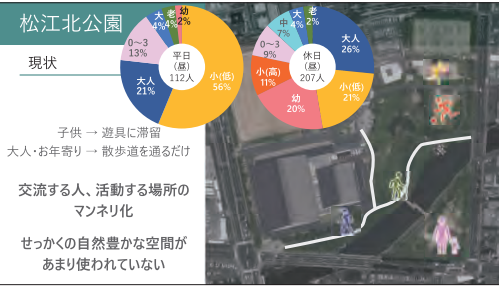 松江北公園
現状
平日
(昼)
112人
小(低)
56%
大人
21%
0～3
13%
大
4%
老
4%
幼
2%
休日
(昼)
207人
大人
26%
小(低)
21%
幼
20%
小(高)
11%
0～3
9%
中
7%
大
4%
老
2%
子供 → 遊具に滞留
大人・お年寄り → 散歩道を通るだけ
交流する人、活動する場所の
マンネリ化
せっかくの自然豊かな空間が
あまり使われていない